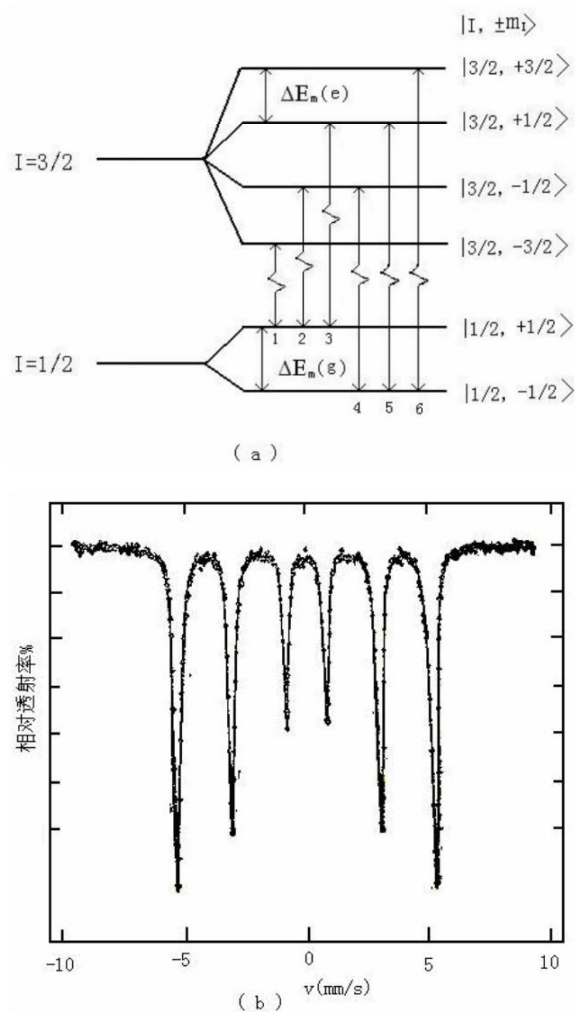 |I, ±mI〉
|3/2, +3/2〉
ΔEm(e)
|3/2, +1/2〉
I=3/2
|3/2, -1/2〉
|3/2, -3/2〉
|1/2, +1/2〉
1 2 3
I=1/2
ΔEm(g)
|1/2, -1/2〉
4 5 6
(a)
相对透射率%
-10 -5 0 5 10
v(mm/s)
(b)